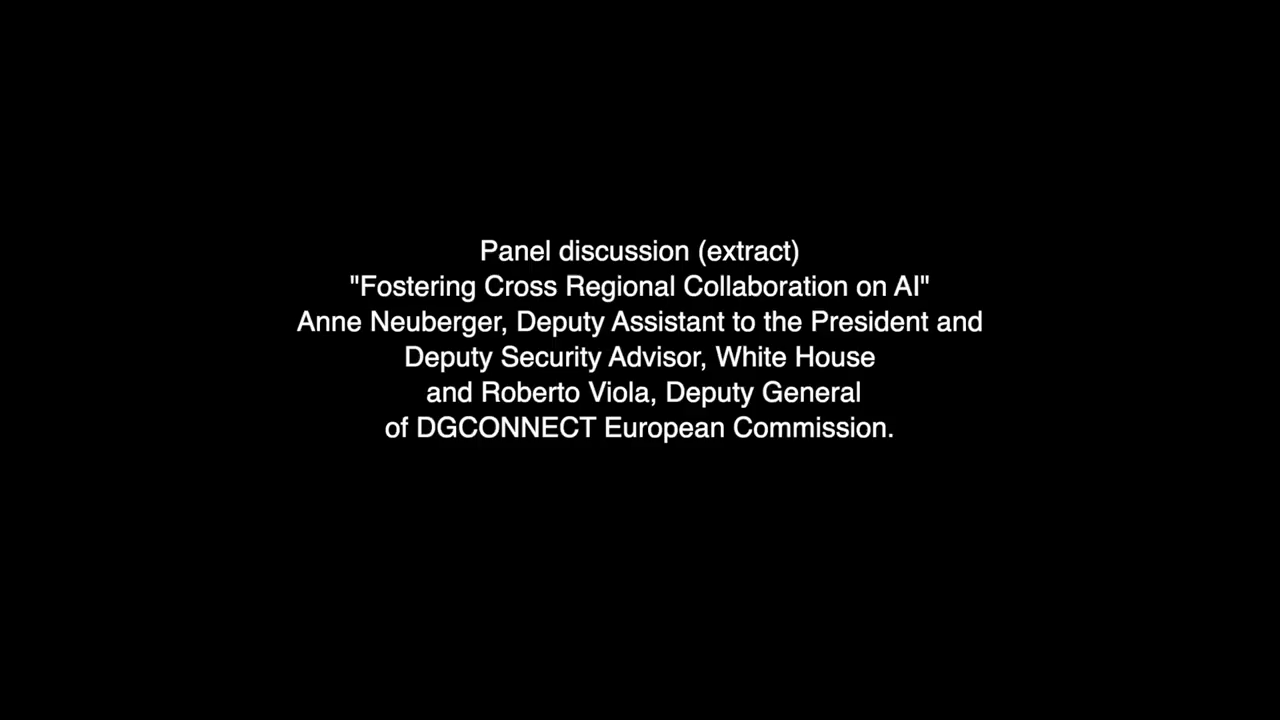 Panel discussion (extract)
"Fostering Cross Regional Collaboration on AI"
Anne Neuberger, Deputy Assistant to the President and
Deputy Security Advisor, White House
and Roberto Viola, Deputy General
of DGCONNECT European Commission.